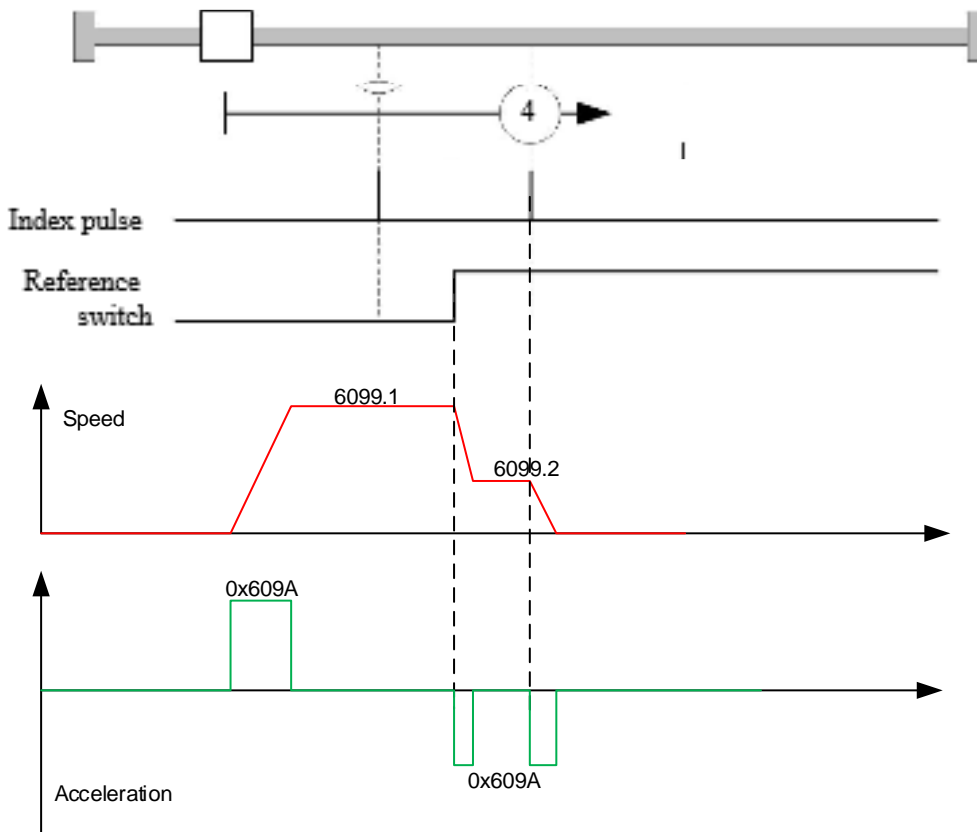 4
Index pulse
Reference
switch
6099.1
Speed
6099.2
0x609A
0x609A
Acceleration